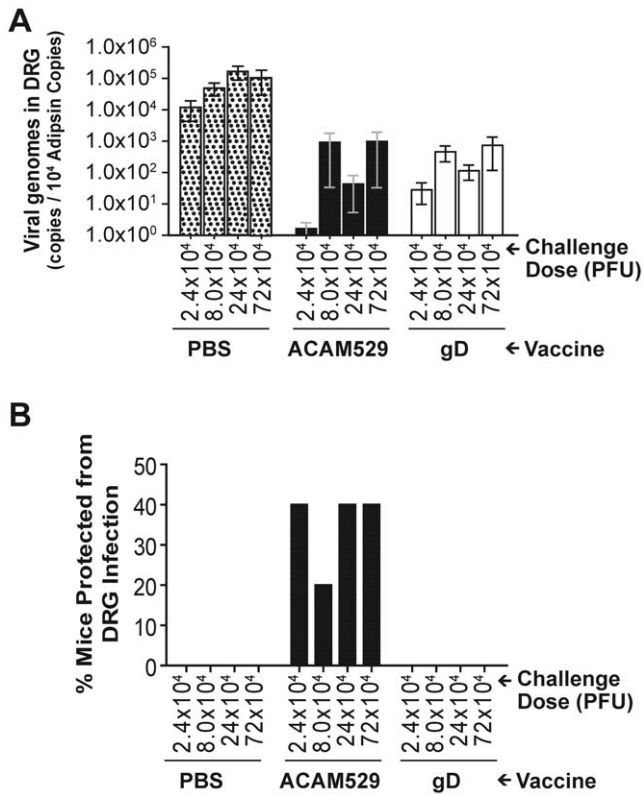 A
Viral genomes in DRG
(copies / 10⁴ Adipsin Copies)
1.0x10⁶
1.0x10⁵
1.0x10⁴
1.0x10³
1.0x10²
1.0x10¹
1.0x10⁰
2.4x10⁴
8.0x10⁴
24x10⁴
72x10⁴
2.4x10⁴
8.0x10⁴
24x10⁴
72x10⁴
2.4x10⁴
8.0x10⁴
24x10⁴
72x10⁴
← Challenge
Dose (PFU)
PBS ACAM529 gD ← Vaccine
B
% Mice Protected from
DRG Infection
50
40
30
20
10
0
2.4x10⁴
8.0x10⁴
24x10⁴
72x10⁴
2.4x10⁴
8.0x10⁴
24x10⁴
72x10⁴
2.4x10⁴
8.0x10⁴
24x10⁴
72x10⁴
← Challenge
Dose (PFU)
PBS ACAM529 gD ← Vaccine